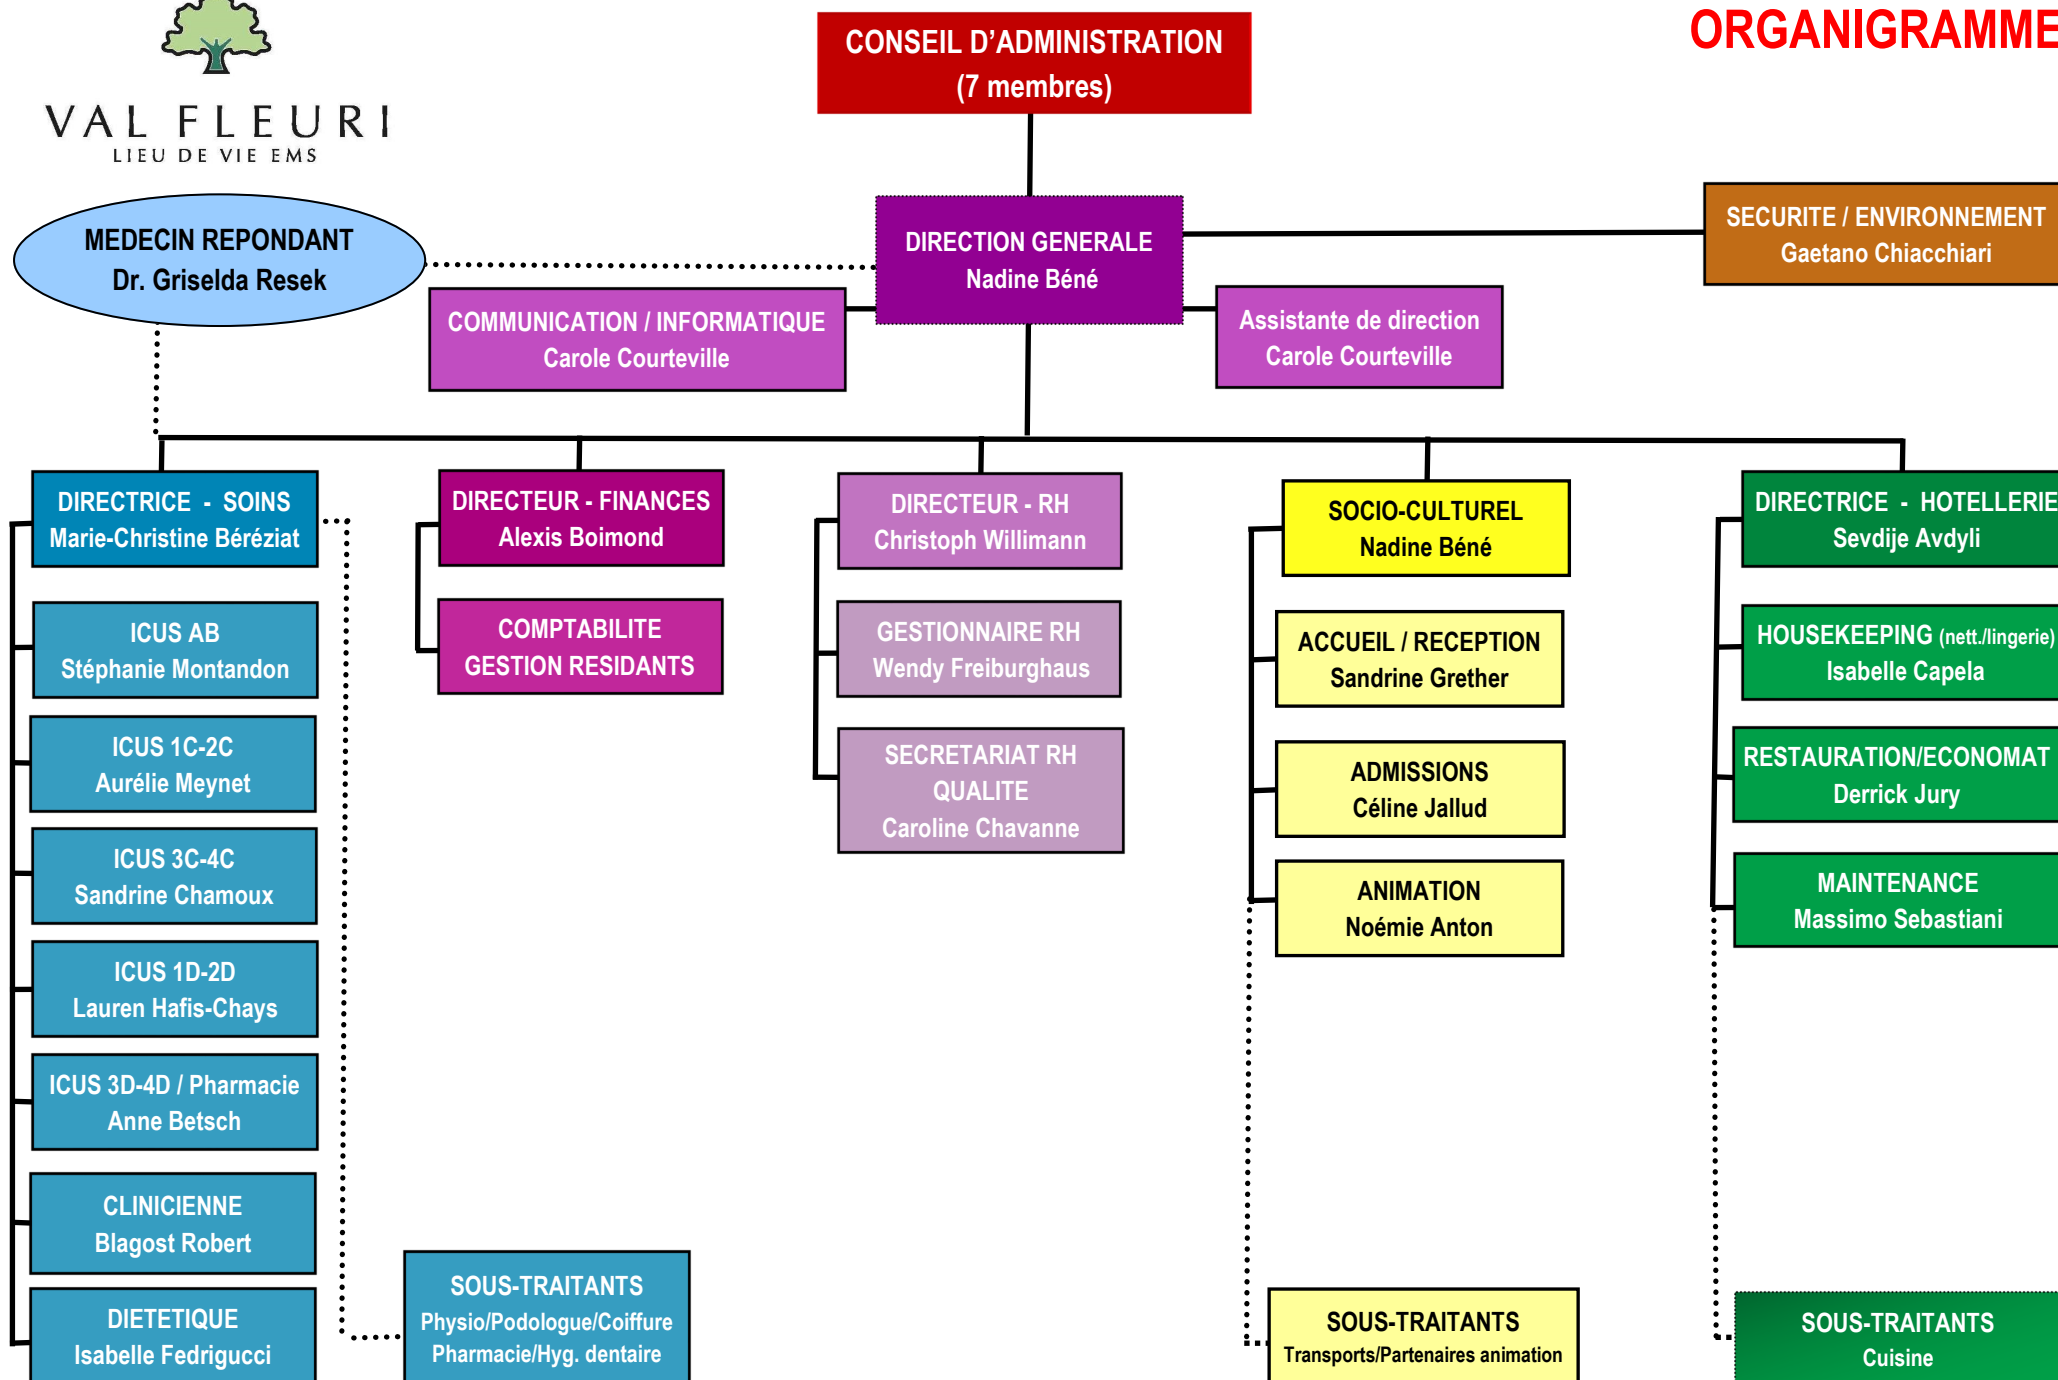 ORGANIGRAMME
VAL FLEURI
LIEU DE VIE EMS
CONSEIL D'ADMINISTRATION
(7 membres)
MEDECIN REPONDANT
Dr. Griselda Resek
DIRECTION GENERALE
Nadine Béné
SECURITE / ENVIRONNEMENT
Gaetano Chiacchiari
COMMUNICATION / INFORMATIQUE
Carole Courteville
Assistante de direction
Carole Courteville
DIRECTRICE - SOINS
Marie-Christine Béréziat
ICUS AB
Stéphanie Montandon
ICUS 1C-2C
Aurélie Meynet
ICUS 3C-4C
Sandrine Chamoux
ICUS 1D-2D
Lauren Hafis-Chays
ICUS 3D-4D / Pharmacie
Anne Betsch
CLINICIENNE
Blagost Robert
DIETETIQUE
Isabelle Fedrigucci
SOUS-TRAITANTS
Physio/Podologue/Coiffure
Pharmacie/Hyg. dentaire
DIRECTEUR - FINANCES
Alexis Boimond
COMPTABILITE
GESTION RESIDANTS
DIRECTEUR - RH
Christoph Willimann
GESTIONNAIRE RH
Wendy Freiburghaus
SECRETARIAT RH
QUALITE
Caroline Chavanne
SOCIO-CULTUREL
Nadine Béné
ACCUEIL / RECEPTION
Sandrine Grether
ADMISSIONS
Céline Jallud
ANIMATION
Noémie Anton
SOUS-TRAITANTS
Transports/Partenaires animation
DIRECTRICE - HOTELLERIE
Sevdije Avdyli
HOUSEKEEPING (nett./lingerie)
Isabelle Capela
RESTAURATION/ECONOMAT
Derrick Jury
MAINTENANCE
Massimo Sebastiani
SOUS-TRAITANTS
Cuisine